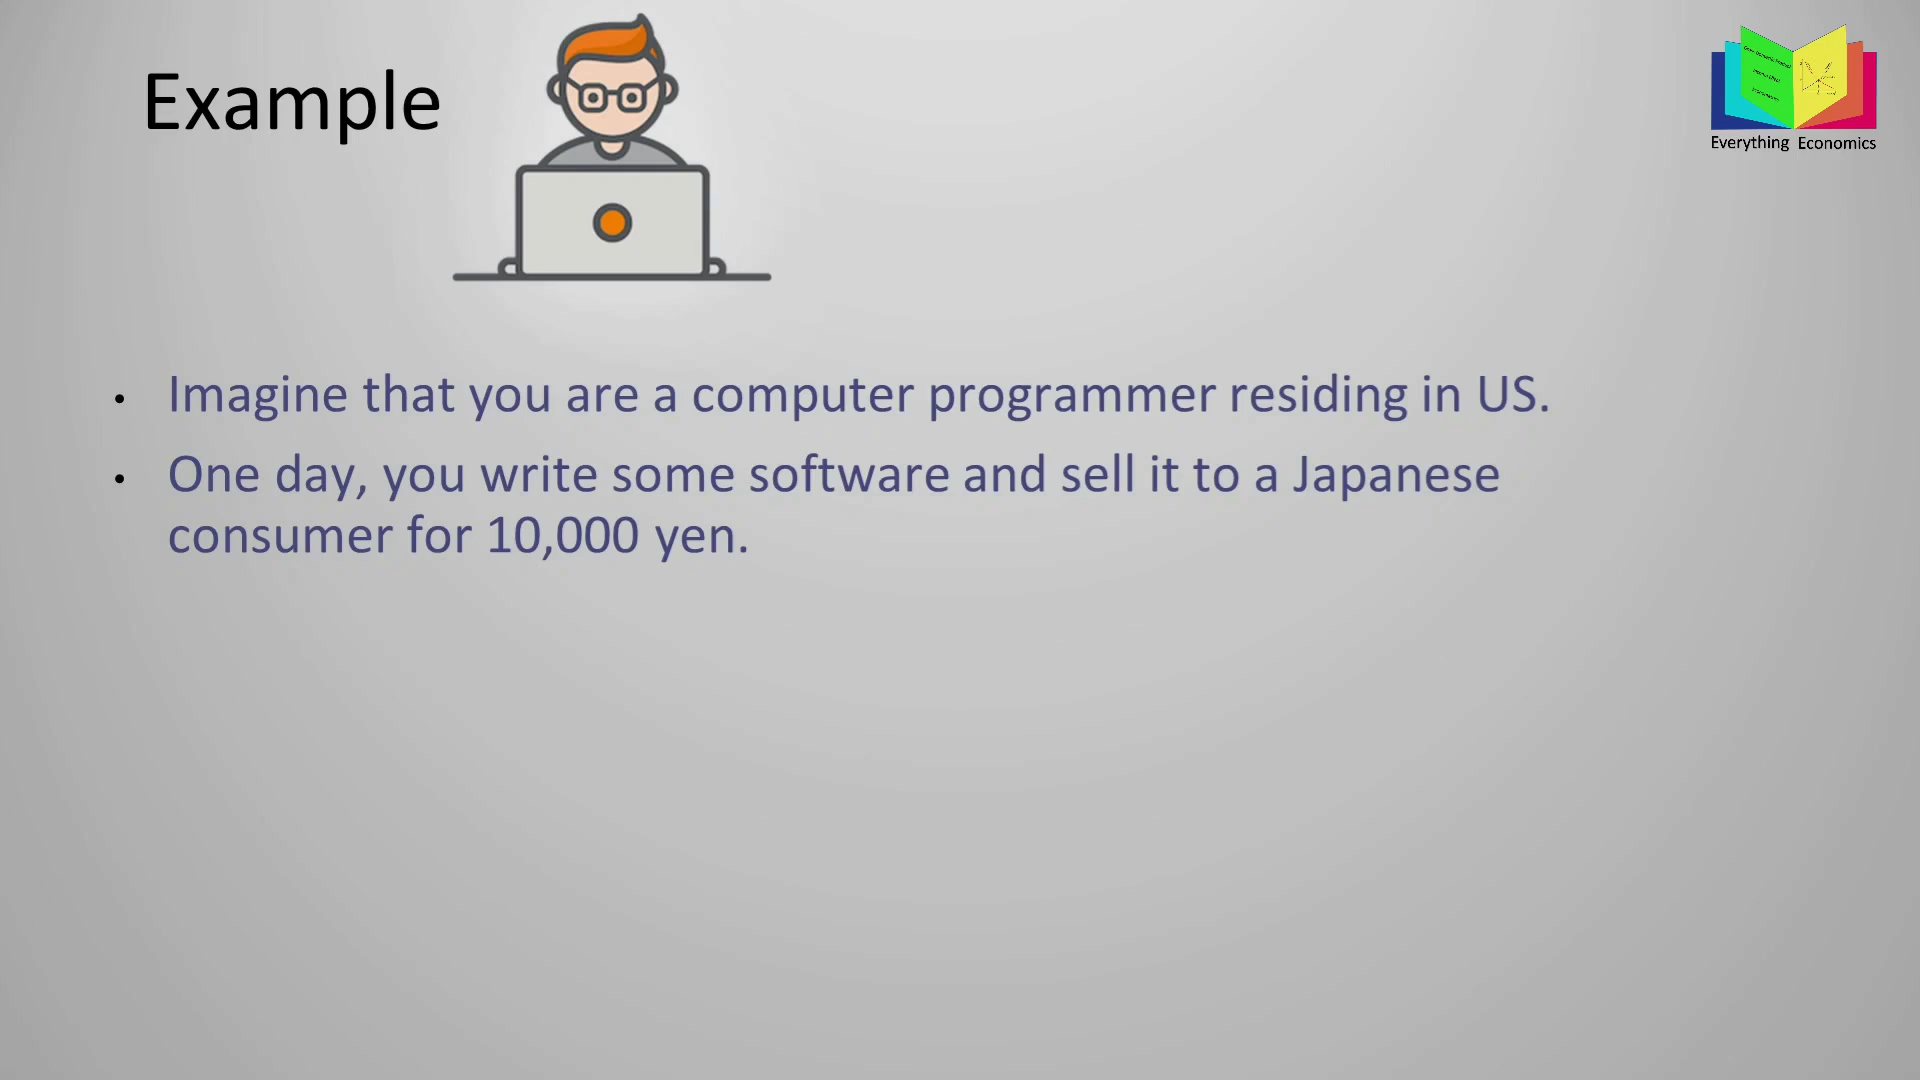 Example
Everything Economics
• Imagine that you are a computer programmer residing in US.
• One day, you write some software and sell it to a Japanese
consumer for 10,000 yen.